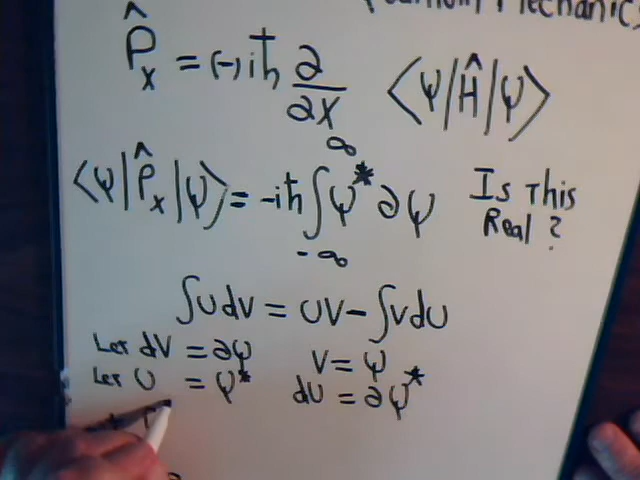 Quantum Mechanics
P̂x = (-)iħ ∂/∂x ⟨Ψ|Ĥ|Ψ⟩
⟨Ψ|P̂x|Ψ⟩ = -iħ ∫_{-∞}^{∞} Ψ* ∂Ψ Is This
Real?
∫UdV = UV - ∫VdU
Let dV = ∂Ψ V = Ψ
Let U = Ψ* dU = ∂Ψ*